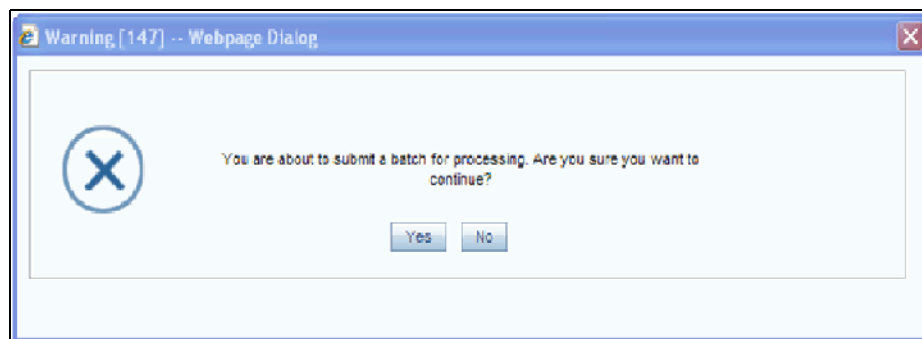 Warning [147] -- Webpage Dialog
You are about to submit a batch for processing. Are you sure you want to
continue?
Yes No